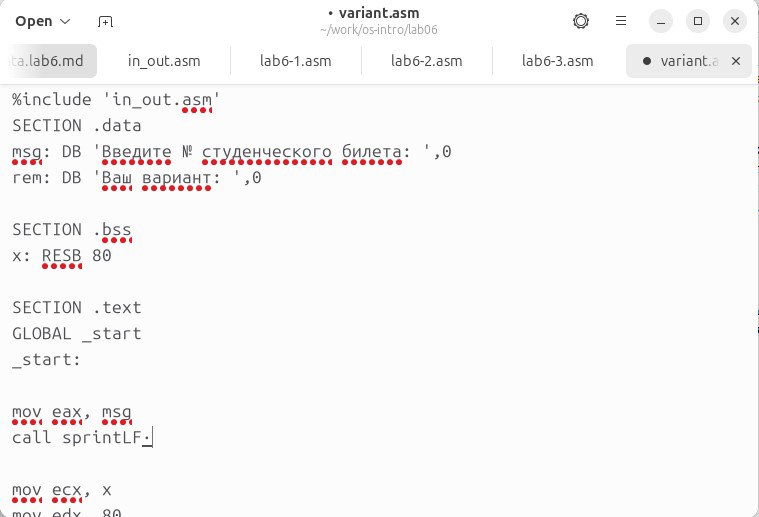 Open
• variant.asm
~/work/os-intro/lab06
ta.lab6.md in_out.asm lab6-1.asm lab6-2.asm lab6-3.asm • variant.a
%include 'in_out.asm'
SECTION .data
msg: DB 'Введите № студенческого билета: ',0
rem: DB 'Ваш вариант: ',0
SECTION .bss
x: RESB 80
SECTION .text
GLOBAL _start
_start:
mov eax, msg
call sprintLF
mov ecx, x
mov edx, 80